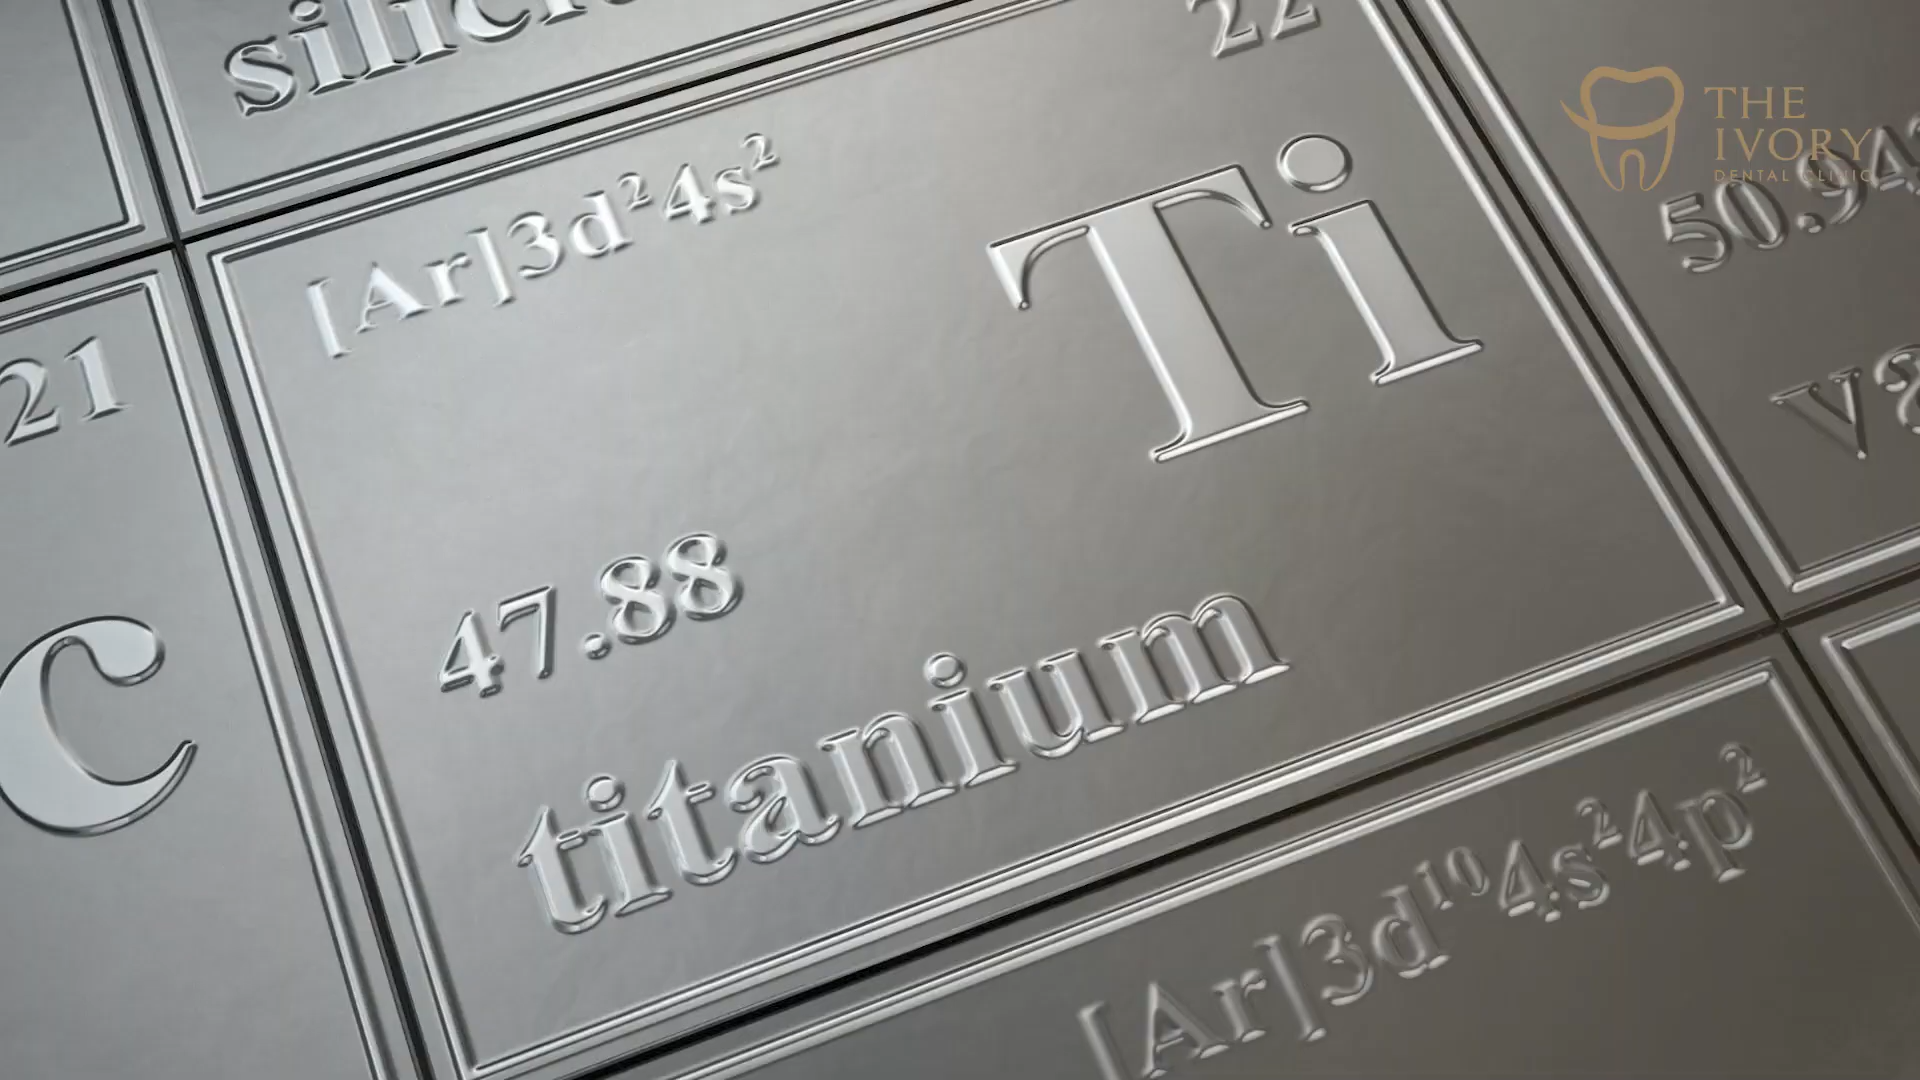 22
[Ar]3d²4s²
Ti
47.88
titanium
21
THE
IVORY
DENTAL CLINIC
[Ar]3d¹⁰4s²4p²